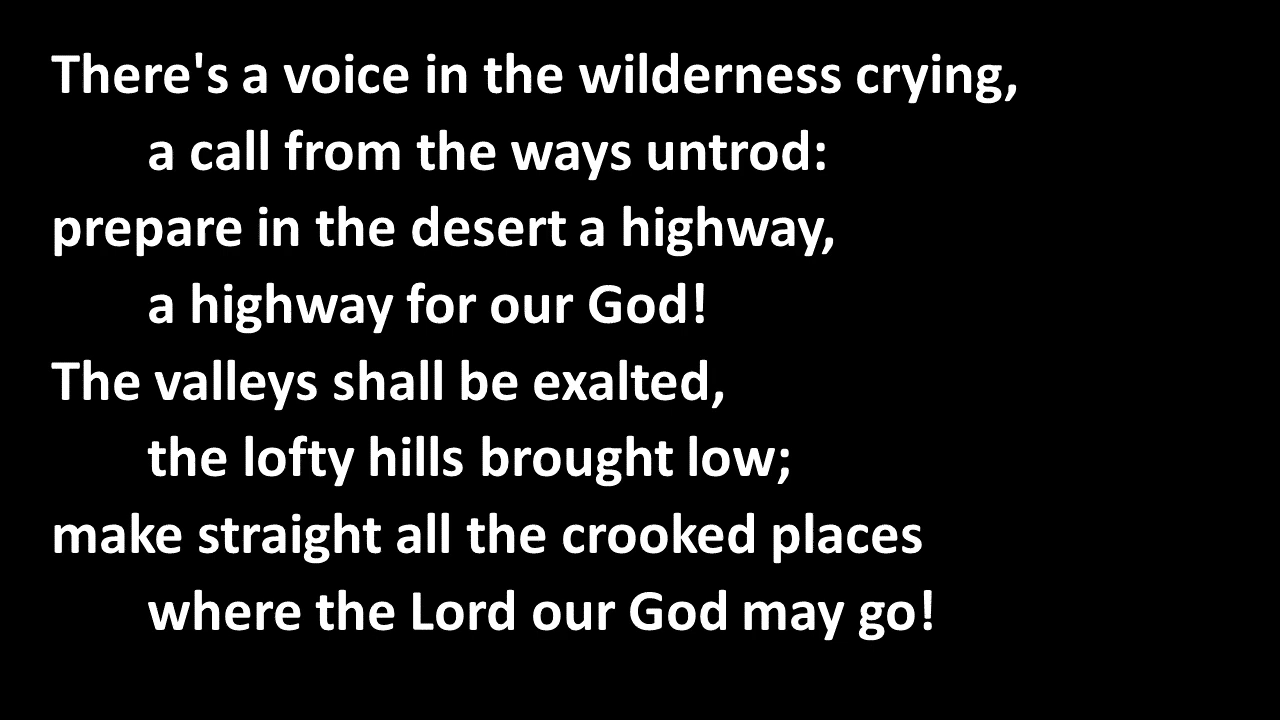 There's a voice in the wilderness crying,
a call from the ways untrod:
prepare in the desert a highway,
a highway for our God!
The valleys shall be exalted,
the lofty hills brought low;
make straight all the crooked places
where the Lord our God may go!